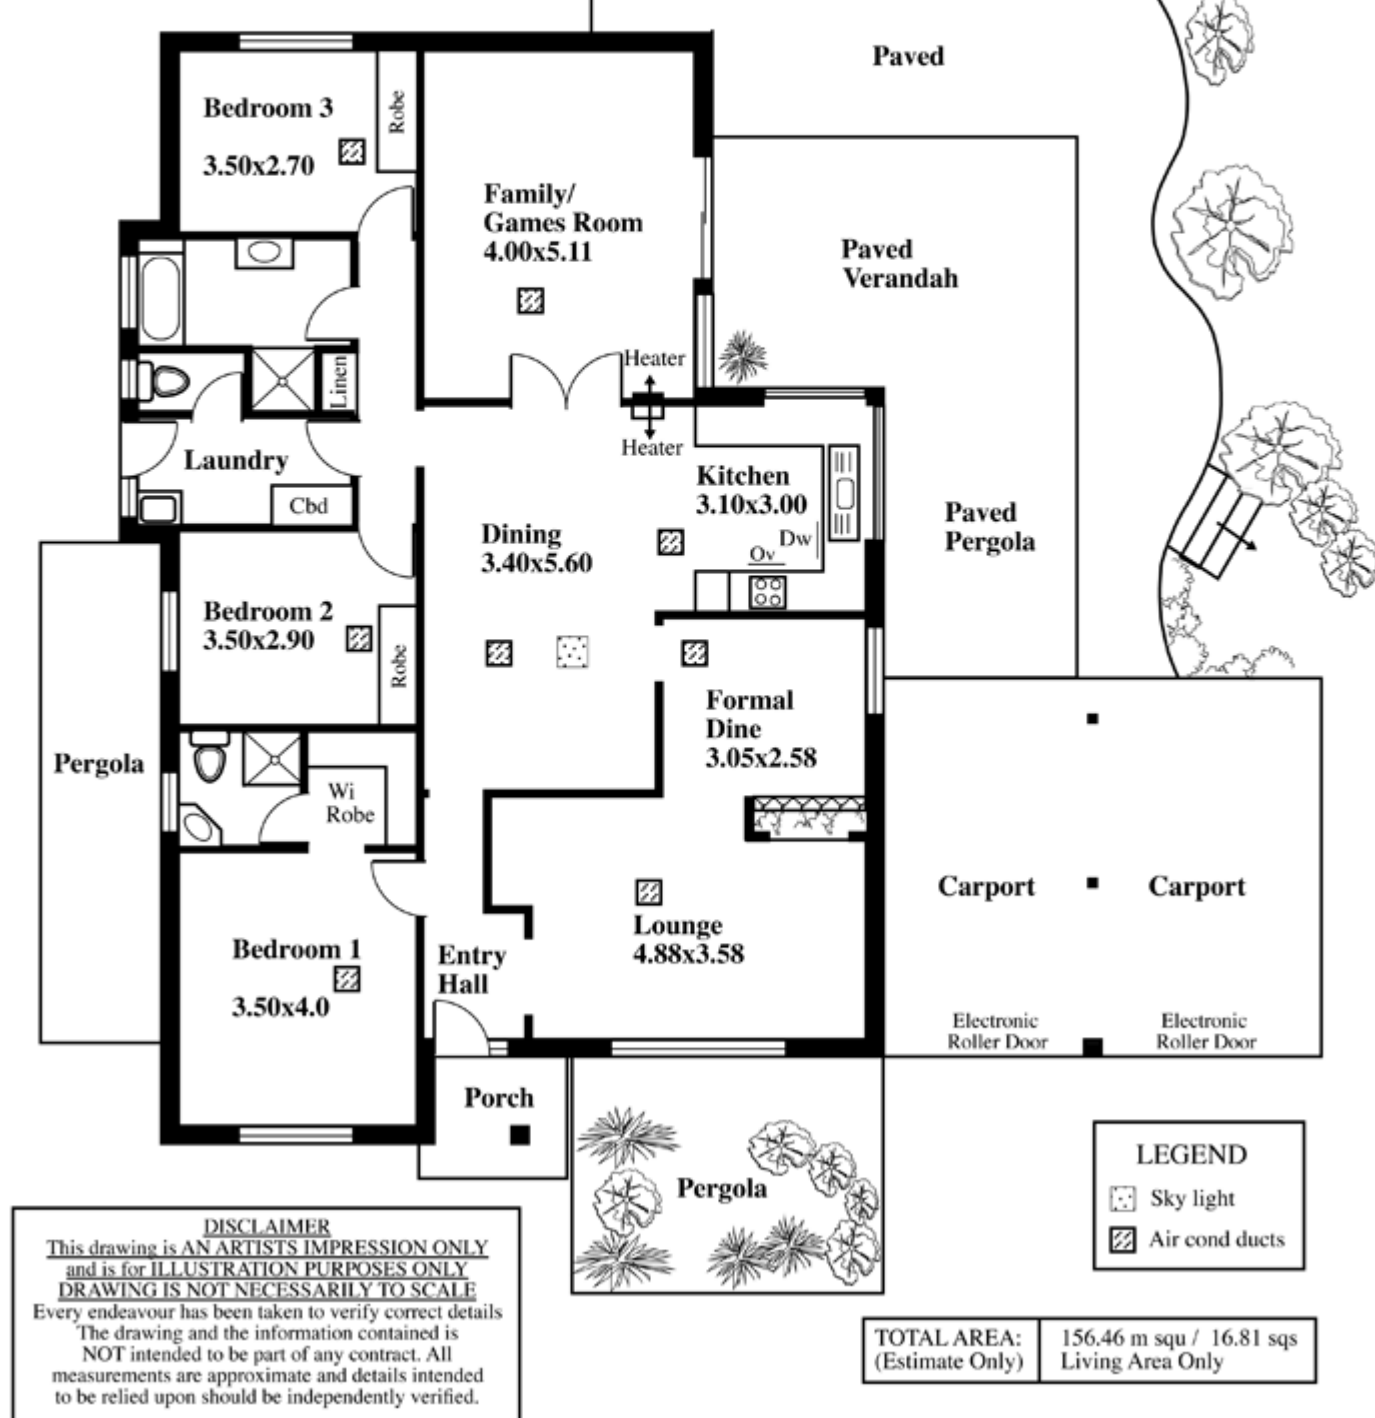 Paved
Bedroom 3
3.50x2.70
Robe
Family/
Games Room
4.00x5.11
Paved
Verandah
Heater
Heater
Linen
Laundry
Cbd
Kitchen
3.10x3.00
Dw
Ov
Dining
3.40x5.60
Paved
Pergola
Bedroom 2
3.50x2.90
Robe
Formal
Dine
3.05x2.58
Pergola
Wi
Robe
Carport
Carport
Lounge
4.88x3.58
Bedroom 1
3.50x4.0
Entry
Hall
Electronic
Roller Door
Electronic
Roller Door
Porch
Pergola
LEGEND
Sky light
Air cond ducts
DISCLAIMER
This drawing is AN ARTISTS IMPRESSION ONLY
and is for ILLUSTRATION PURPOSES ONLY
DRAWING IS NOT NECESSARILY TO SCALE
Every endeavour has been taken to verify correct details
The drawing and the information contained is
NOT intended to be part of any contract. All
measurements are approximate and details intended
to be relied upon should be independently verified.
TOTAL AREA: 156.46 m squ / 16.81 sqs
(Estimate Only) Living Area Only